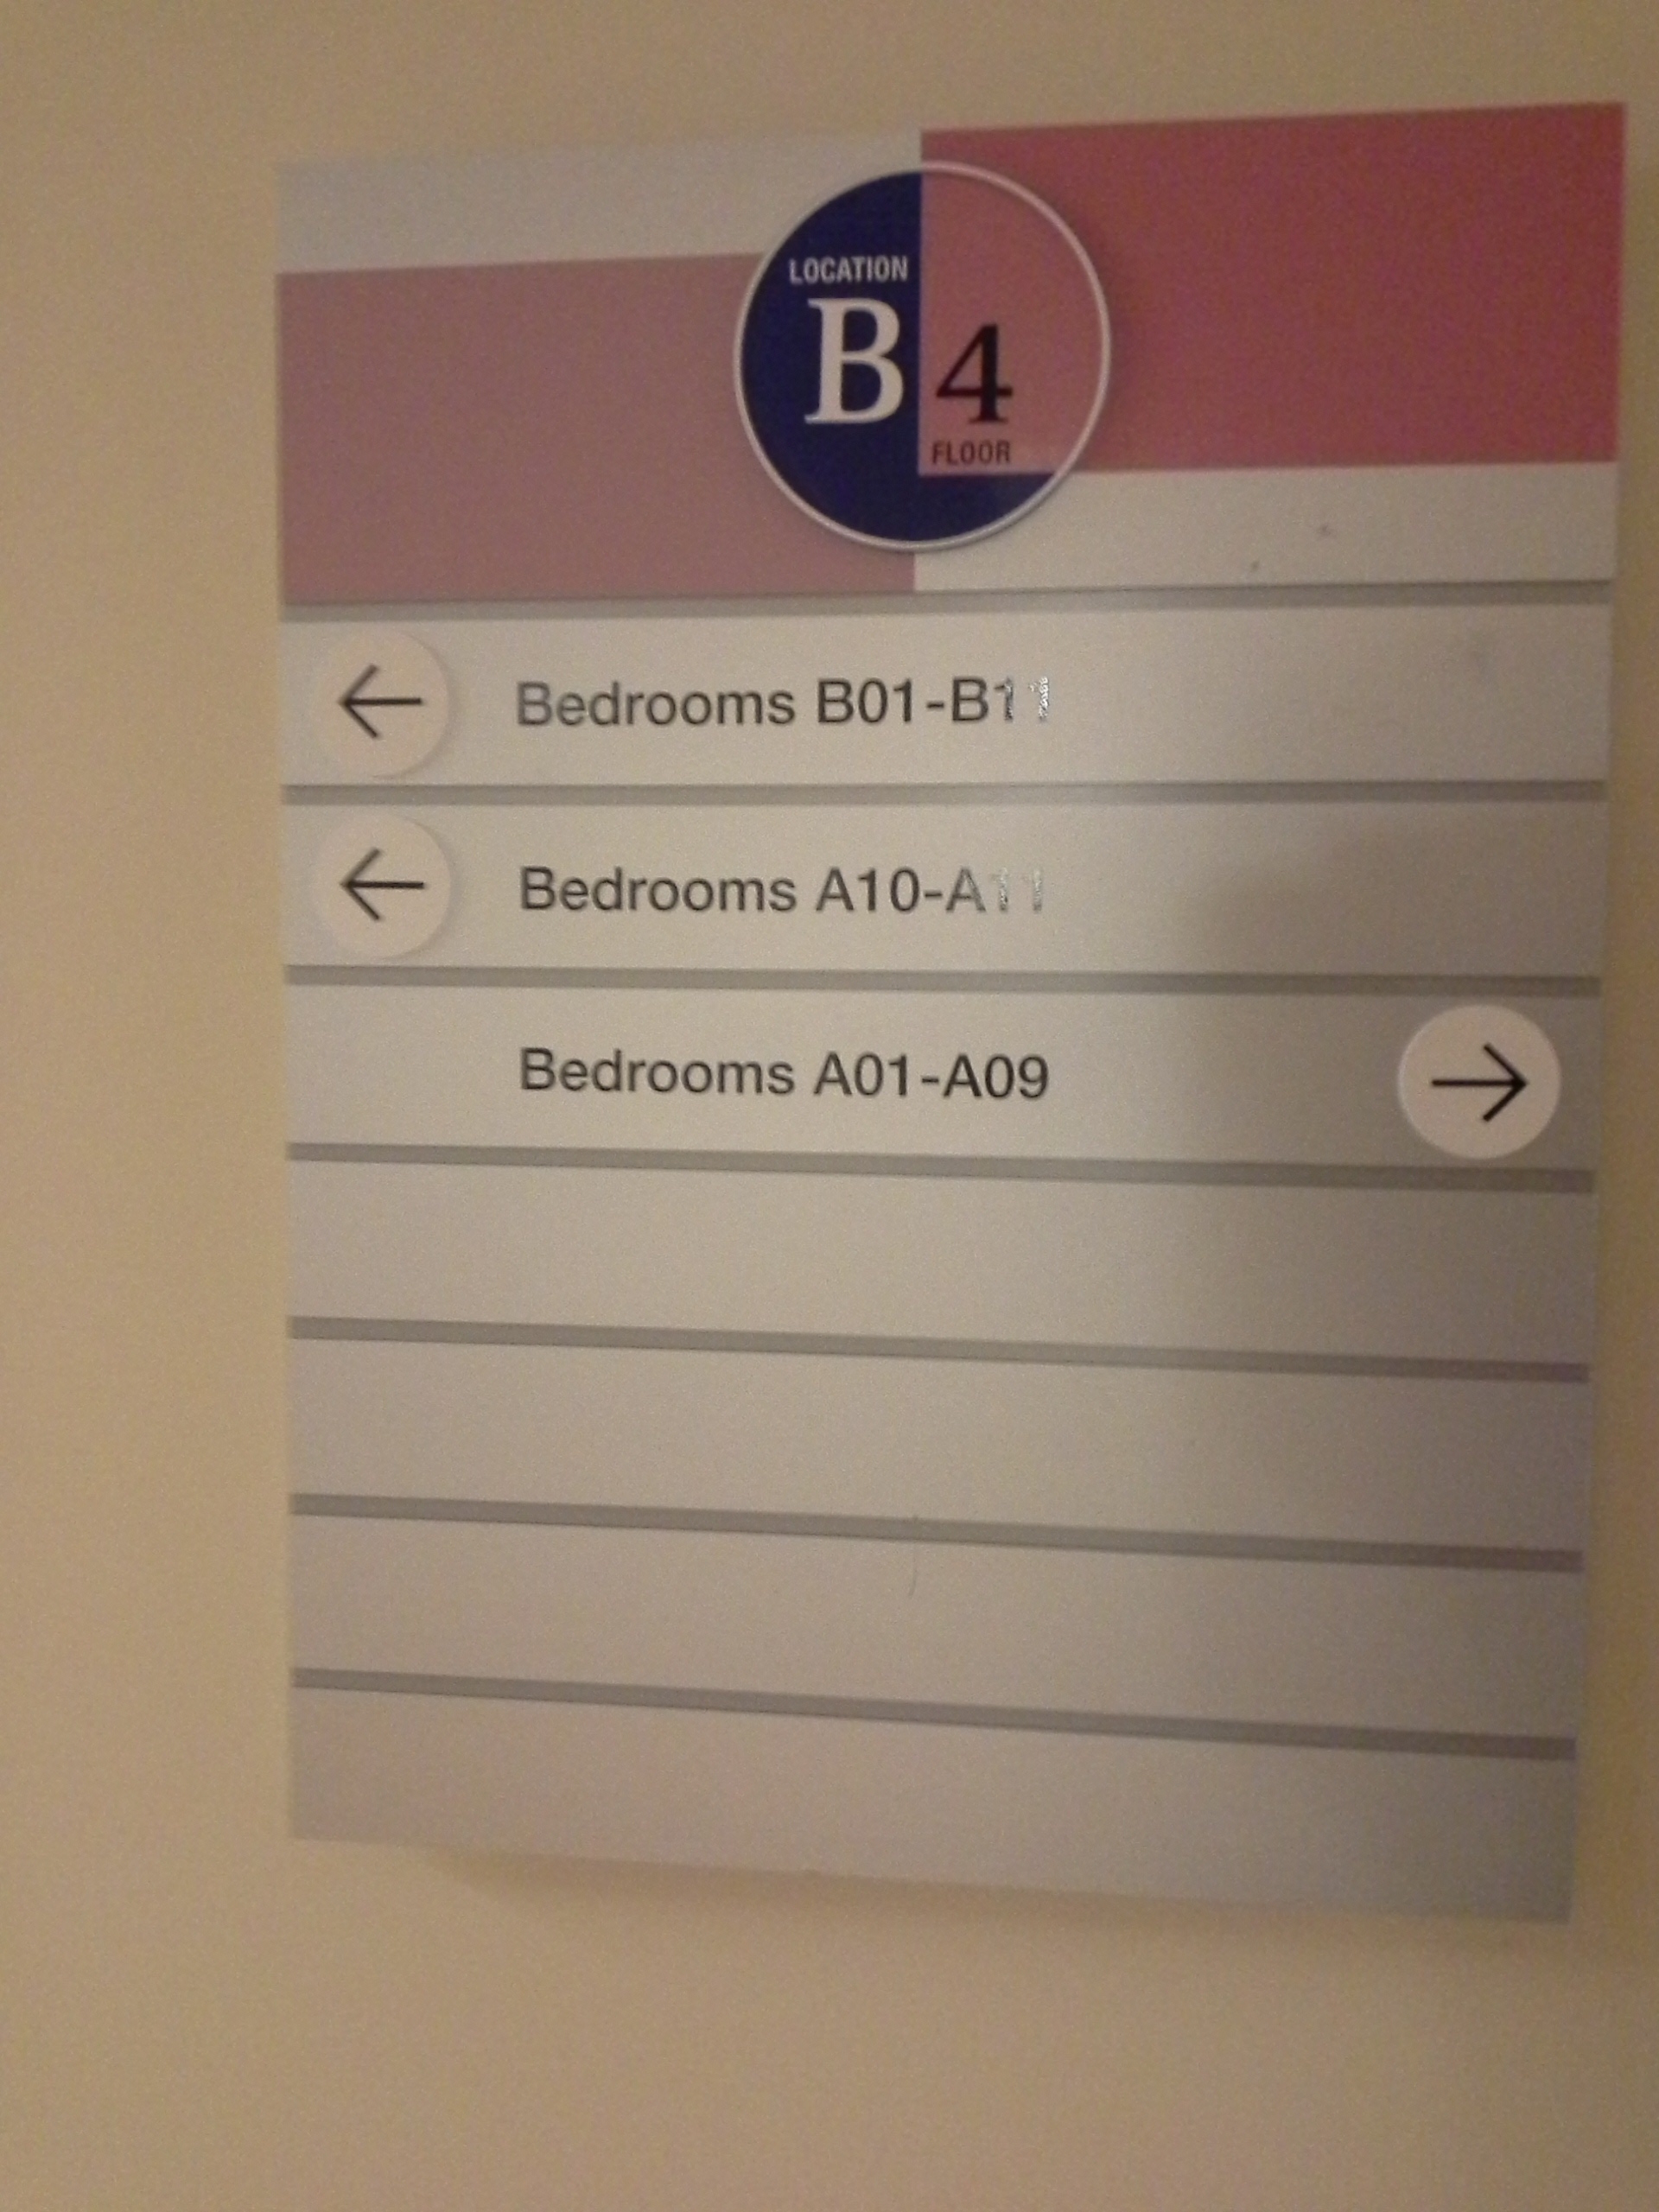 LOCATION
B 4
FLOOR
← Bedrooms B01-B11
← Bedrooms A10-A11
Bedrooms A01-A09 →